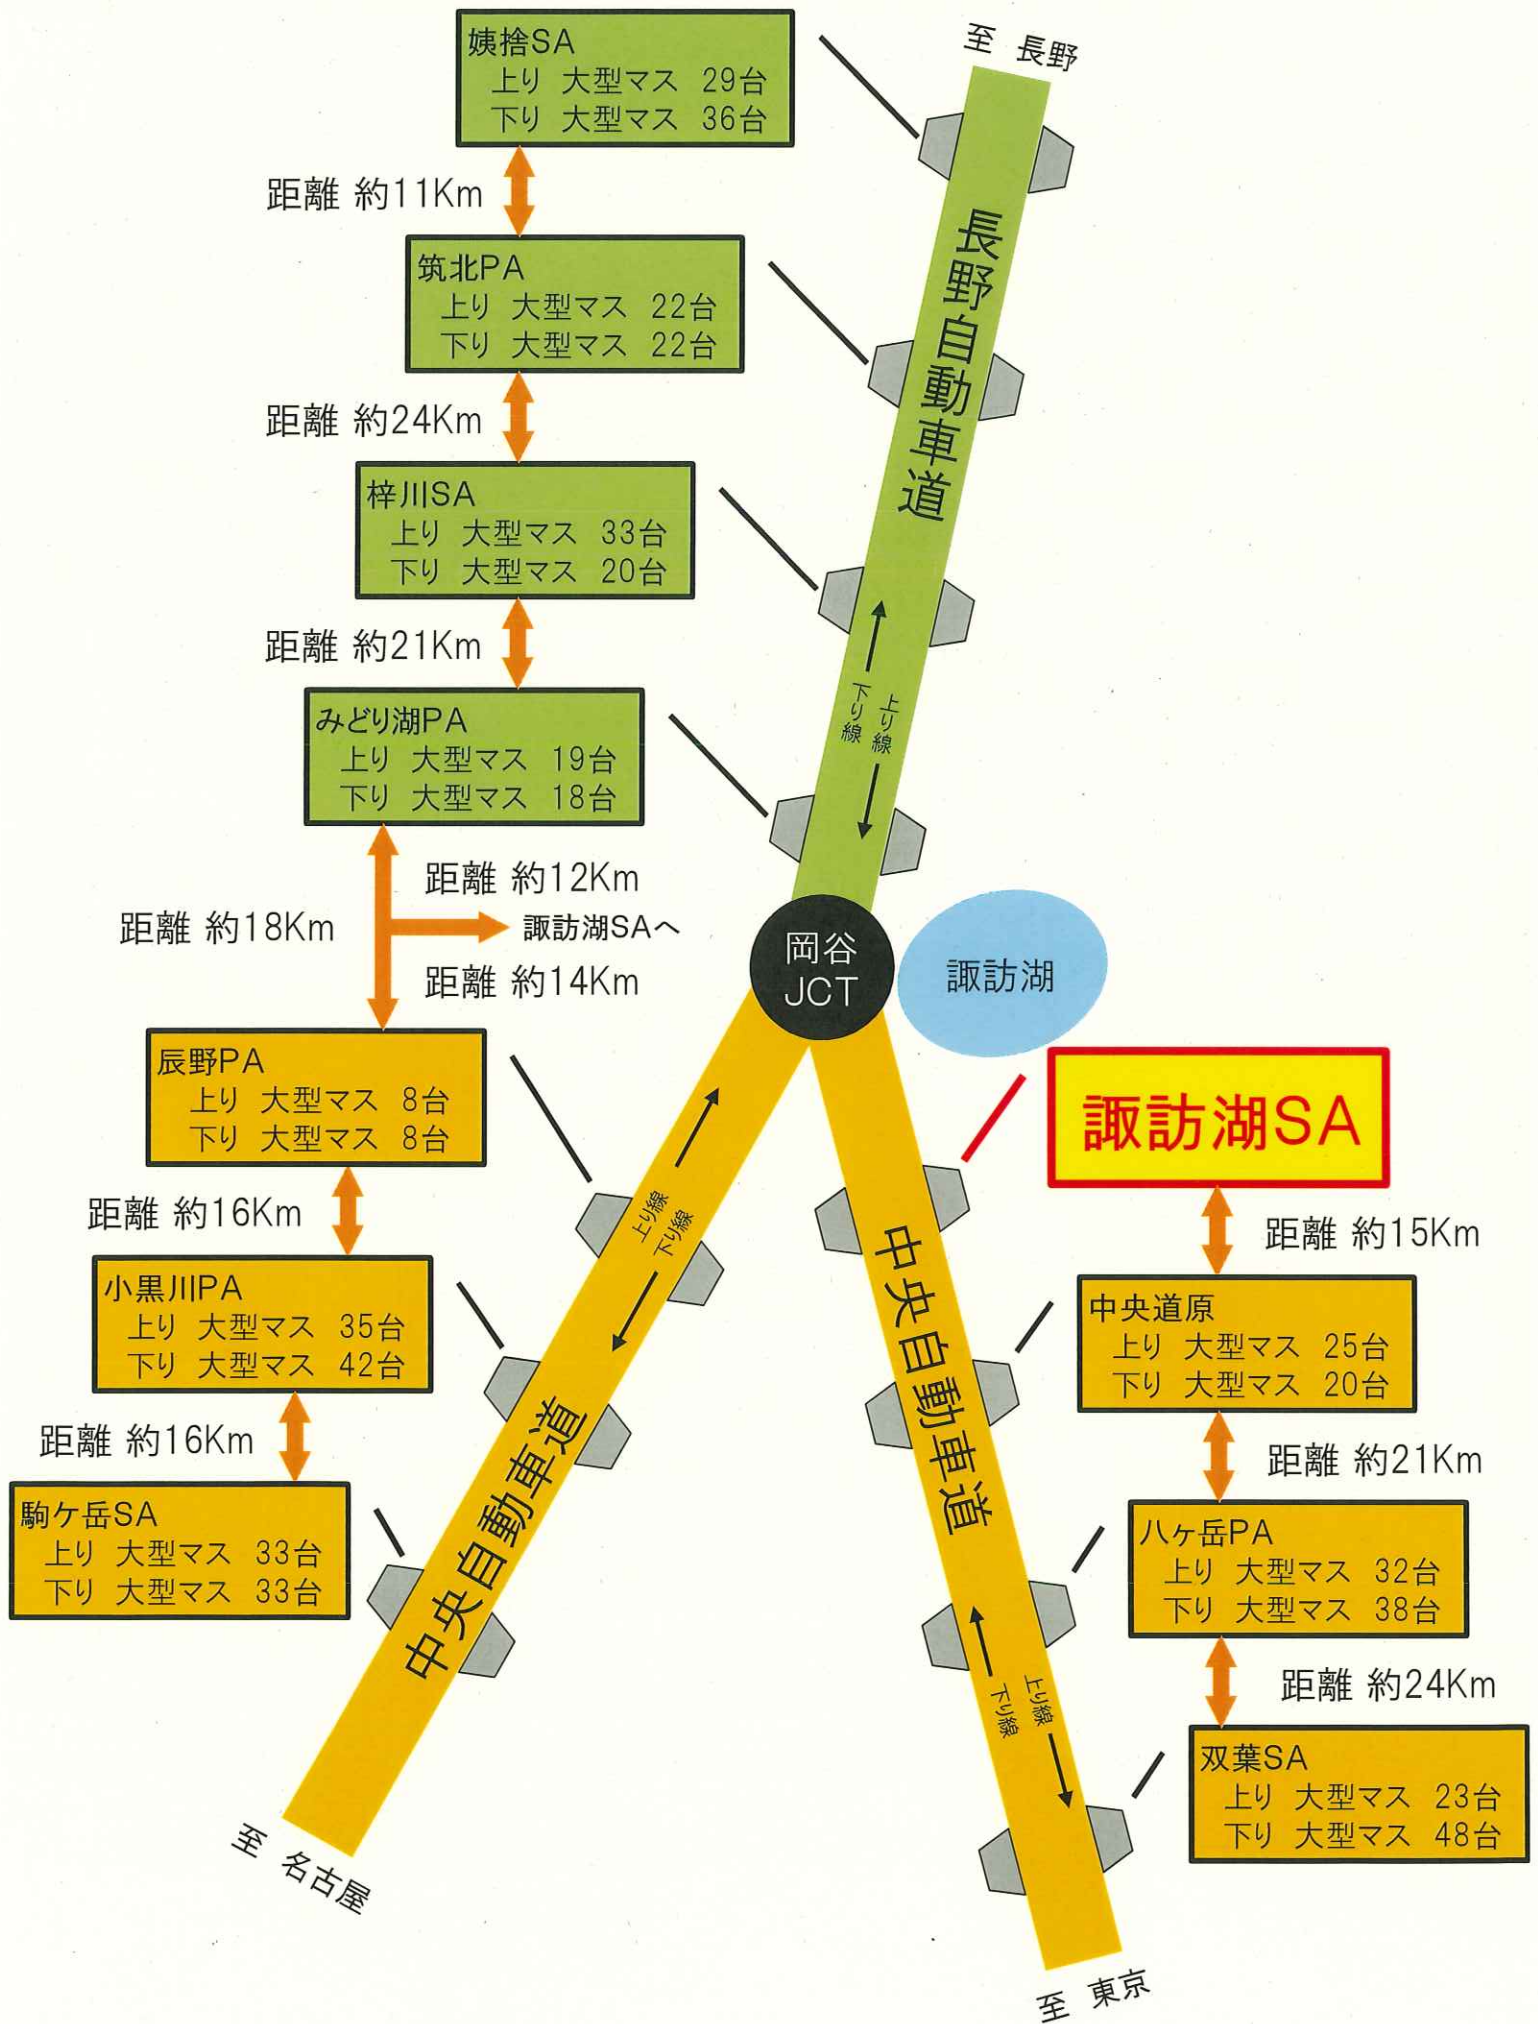 至 長野
姨捨SA
上り 大型マス 29台
下り 大型マス 36台
距離 約11Km
筑北PA
上り 大型マス 22台
下り 大型マス 22台
距離 約24Km
梓川SA
上り 大型マス 33台
下り 大型マス 20台
距離 約21Km
みどり湖PA
上り 大型マス 19台
下り 大型マス 18台
長野自動車道
下り線
上り線
距離 約12Km
距離 約18Km
諏訪湖SAへ
距離 約14Km
岡谷
JCT
諏訪湖
辰野PA
上り 大型マス 8台
下り 大型マス 8台
距離 約16Km
小黒川PA
上り 大型マス 35台
下り 大型マス 42台
距離 約16Km
駒ケ岳SA
上り 大型マス 33台
下り 大型マス 33台
上り線
下り線
中央自動車道
至 名古屋
諏訪湖SA
距離 約15Km
中央道原
上り 大型マス 25台
下り 大型マス 20台
距離 約21Km
八ヶ岳PA
上り 大型マス 32台
下り 大型マス 38台
距離 約24Km
双葉SA
上り 大型マス 23台
下り 大型マス 48台
中央自動車道
上り線
下り線
至 東京